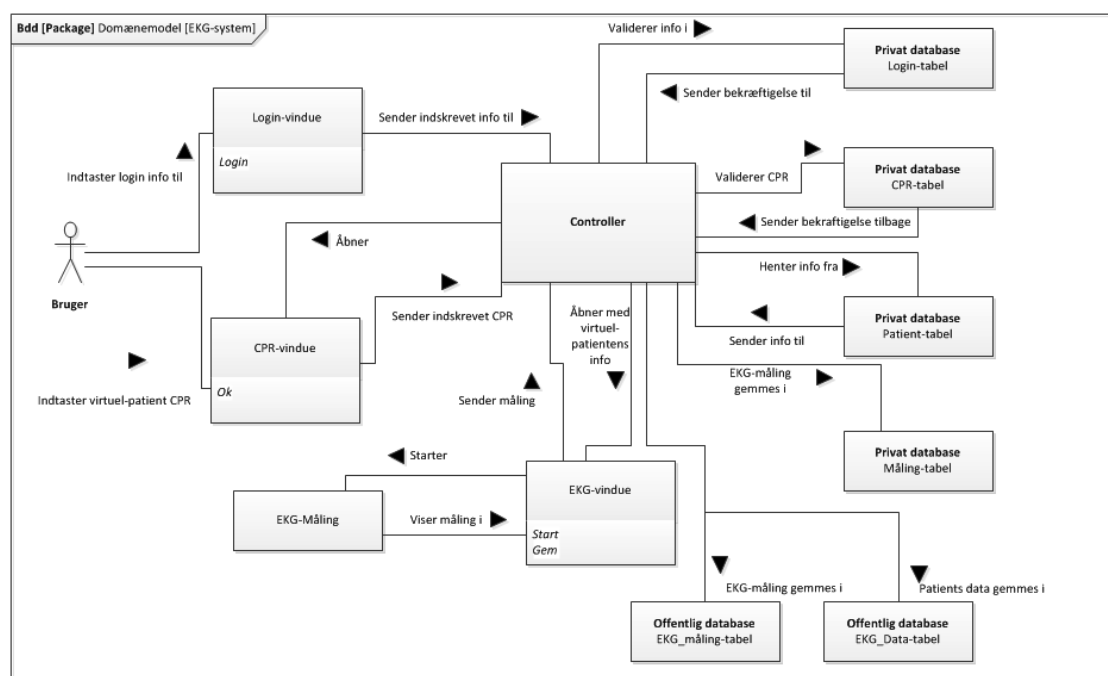 Bdd [Package] Domænemodel [EKG-system]
Validerer info i
Privat database
Login-tabel
Sender bekræftigelse til
Login-vindue
Login
Sender indskrevet info til
Indtaster login info til
Validerer CPR
Privat database
CPR-tabel
Controller
Sender bekraftigelse tilbage
Åbner
Bruger
Henter info fra
Sender indskrevet CPR
Åbner med
virtuel-
patientens
info
Privat database
Patient-tabel
Sender info til
CPR-vindue
Ok
Indtaster virtuel-patient CPR
EKG-måling
gemmes i
Sender måling
Privat database
Måling-tabel
Starter
EKG-vindue
Start
Gem
EKG-Måling
Viser måling i
EKG-måling gemmes i
Patients data gemmes i
Offentlig database
EKG_måling-tabel
Offentlig database
EKG_Data-tabel